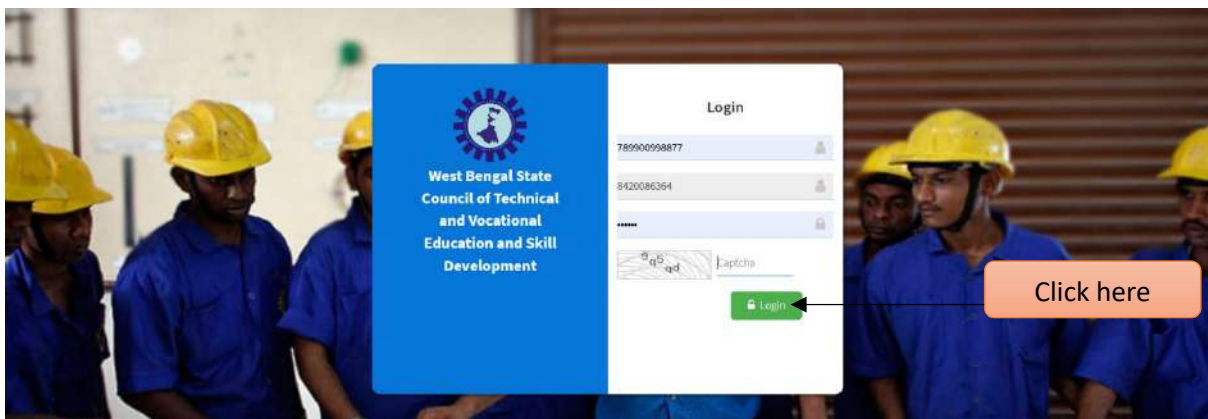 West Bengal State
Council of Technical
and Vocational
Education and Skill
Development
Login
789900998877
8420086364
••••••
9q5qd
Captcha
Login
Click here